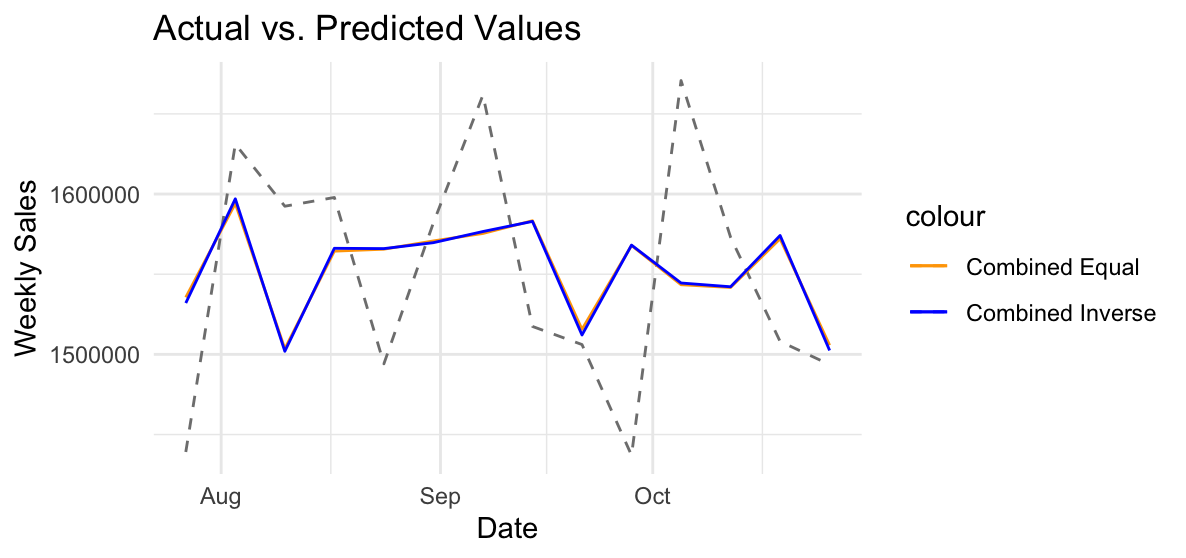 Actual vs. Predicted Values
Weekly Sales
1600000
1500000
Aug Sep Oct
Date
colour
Combined Equal
Combined Inverse